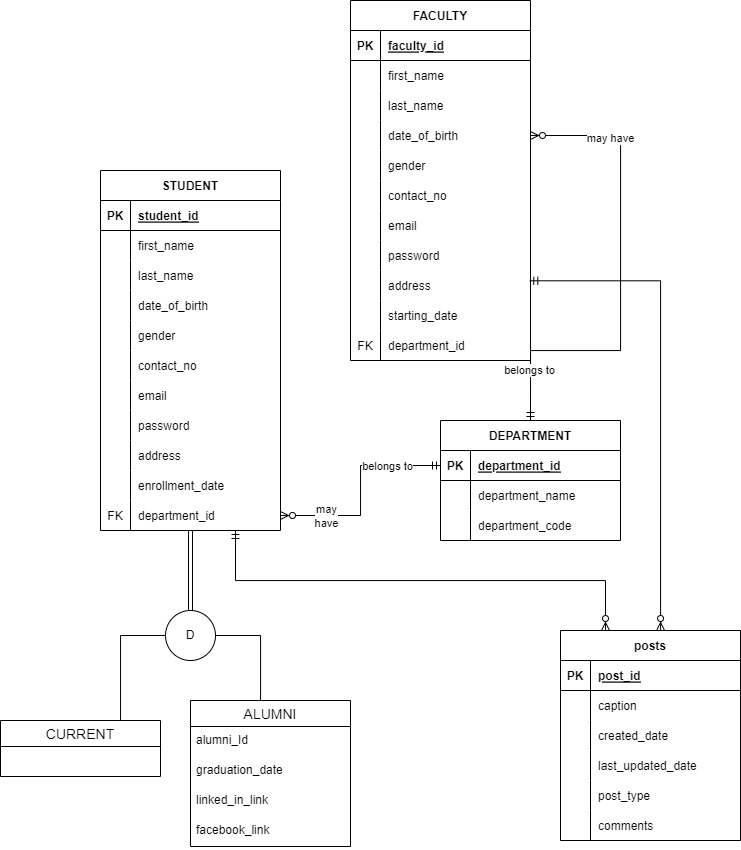 FACULTY
PK faculty_id
first_name
last_name
date_of_birth
gender
contact_no
email
password
address
starting_date
FK department_id
may have
belongs to
STUDENT
PK student_id
first_name
last_name
date_of_birth
gender
contact_no
email
password
address
enrollment_date
FK department_id
may
have
belongs to
DEPARTMENT
PK department_id
department_name
department_code
D
CURRENT
ALUMNI
alumni_Id
graduation_date
linked_in_link
facebook_link
posts
PK post_id
caption
created_date
last_updated_date
post_type
comments